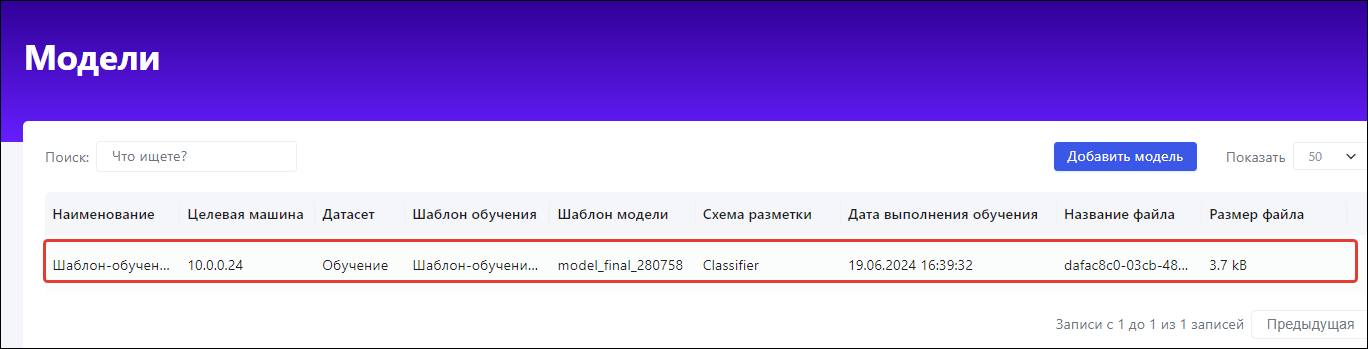 Модели
Поиск: Что ищете? Добавить модель Показать 50
Наименование Целевая машина Датасет Шаблон обучения Шаблон модели Схема разметки Дата выполнения обучения Название файла Размер файла
Шаблон-обучен... 10.0.0.24 Обучение Шаблон-обучени... model_final_280758 Classifier 19.06.2024 16:39:32 dafac8c0-03cb-48... 3.7 kB
Записи с 1 до 1 из 1 записей Предыдущая